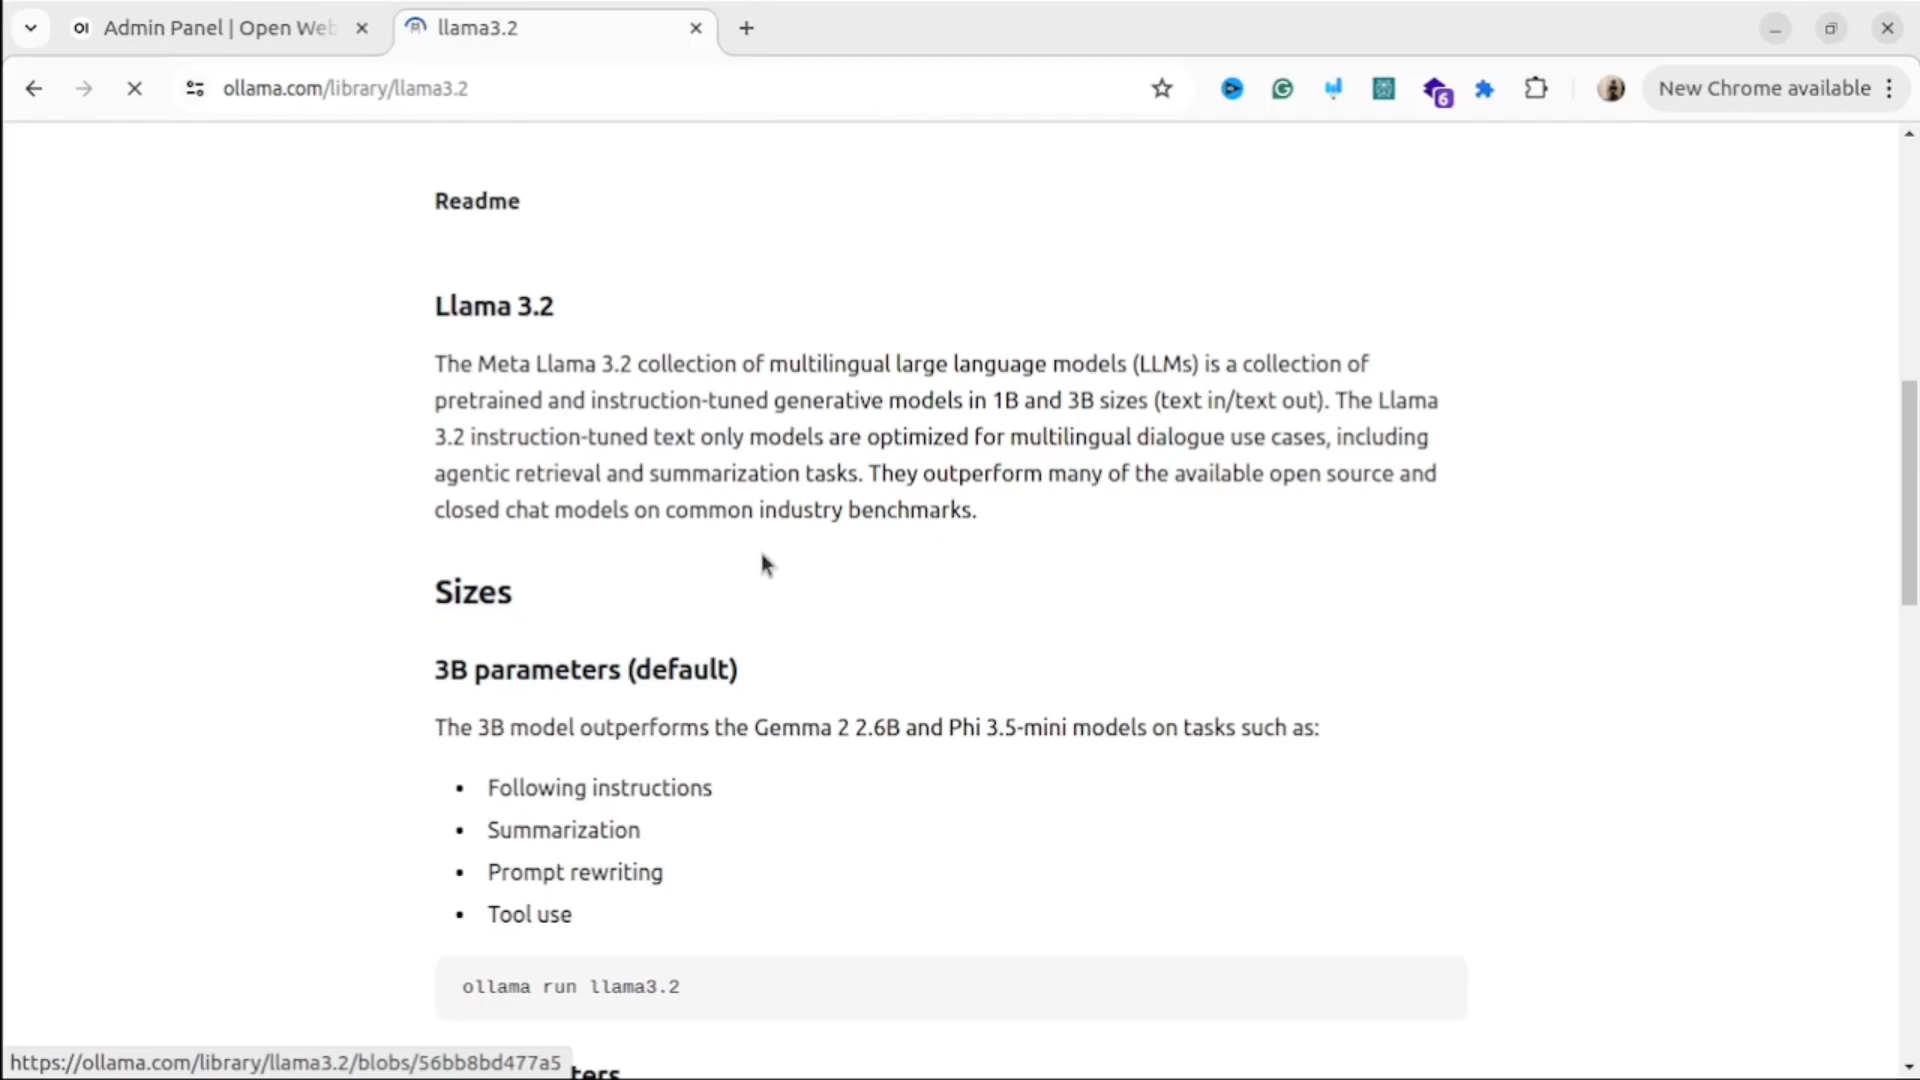 OI Admin Panel | Open Web
llama3.2
ollama.com/library/llama3.2
6
New Chrome available
Readme
Llama 3.2
The Meta Llama 3.2 collection of multilingual large language models (LLMs) is a collection of
pretrained and instruction-tuned generative models in 1B and 3B sizes (text in/text out). The Llama
3.2 instruction-tuned text only models are optimized for multilingual dialogue use cases, including
agentic retrieval and summarization tasks. They outperform many of the available open source and
closed chat models on common industry benchmarks.
Sizes
3B parameters (default)
The 3B model outperforms the Gemma 2 2.6B and Phi 3.5-mini models on tasks such as:
• Following instructions
• Summarization
• Prompt rewriting
• Tool use
ollama run llama3.2
https://ollama.com/library/llama3.2/blobs/56bb8bd477a5